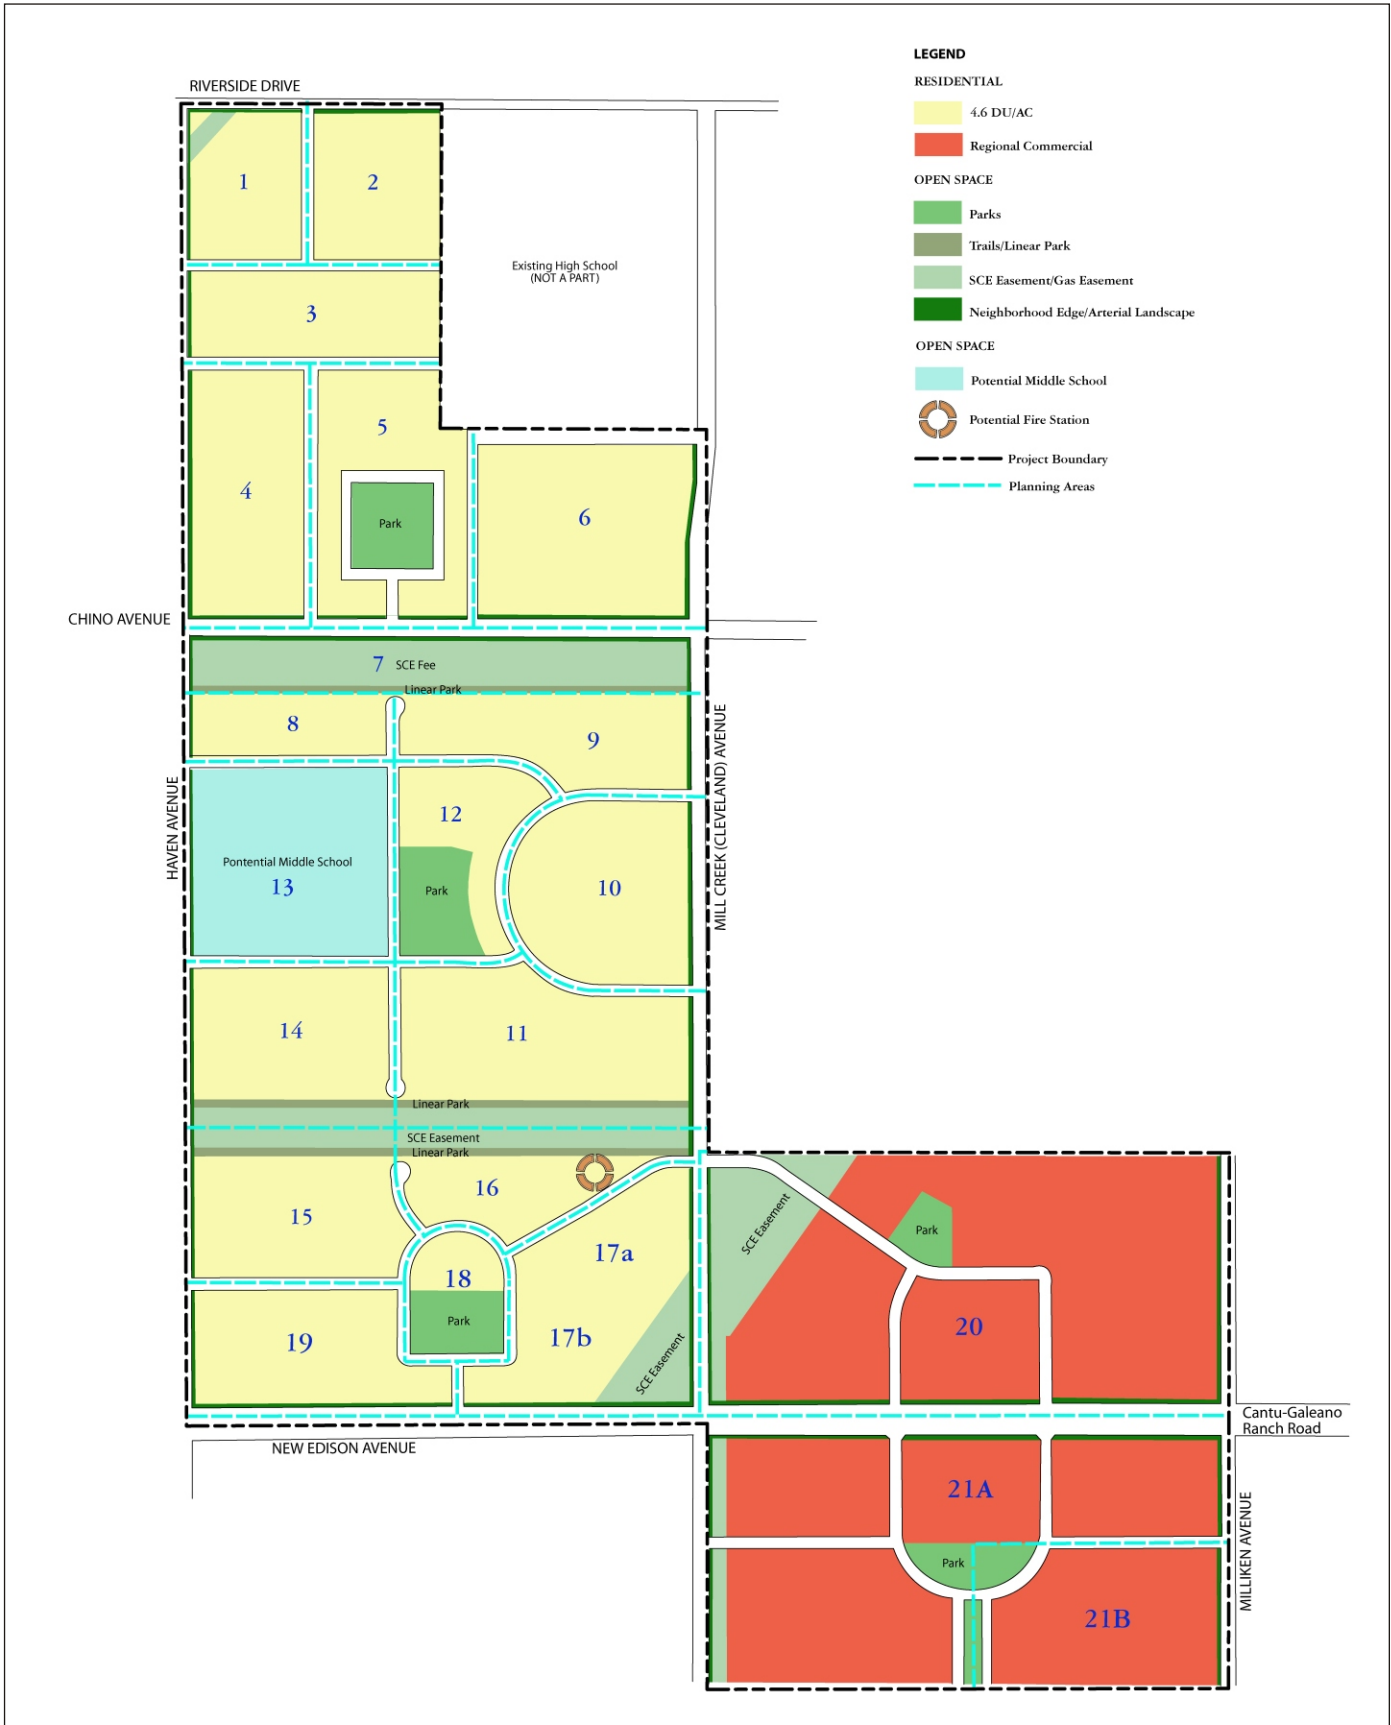 LEGEND
RESIDENTIAL
4.6 DU/AC
Regional Commercial
OPEN SPACE
Parks
Trails/Linear Park
SCE Easement/Gas Easement
Neighborhood Edge/Arterial Landscape
OPEN SPACE
Potential Middle School
Potential Fire Station
Project Boundary
Planning Areas
RIVERSIDE DRIVE
1
2
Existing High School
(NOT A PART)
3
5
4
6
Park
CHINO AVENUE
7 SCE Fee
Linear Park
8
9
12
HAVEN AVENUE
MILL CREEK (CLEVELAND) AVENUE
Pontential Middle School
13
Park
10
14
11
Linear Park
SCE Easement
Linear Park
16
15
17a
18
Park
19
17b
SCE Easement
SCE Easement
Park
20
Cantu-Galeano
Ranch Road
NEW EDISON AVENUE
21A
Park
21B
MILLIKEN AVENUE